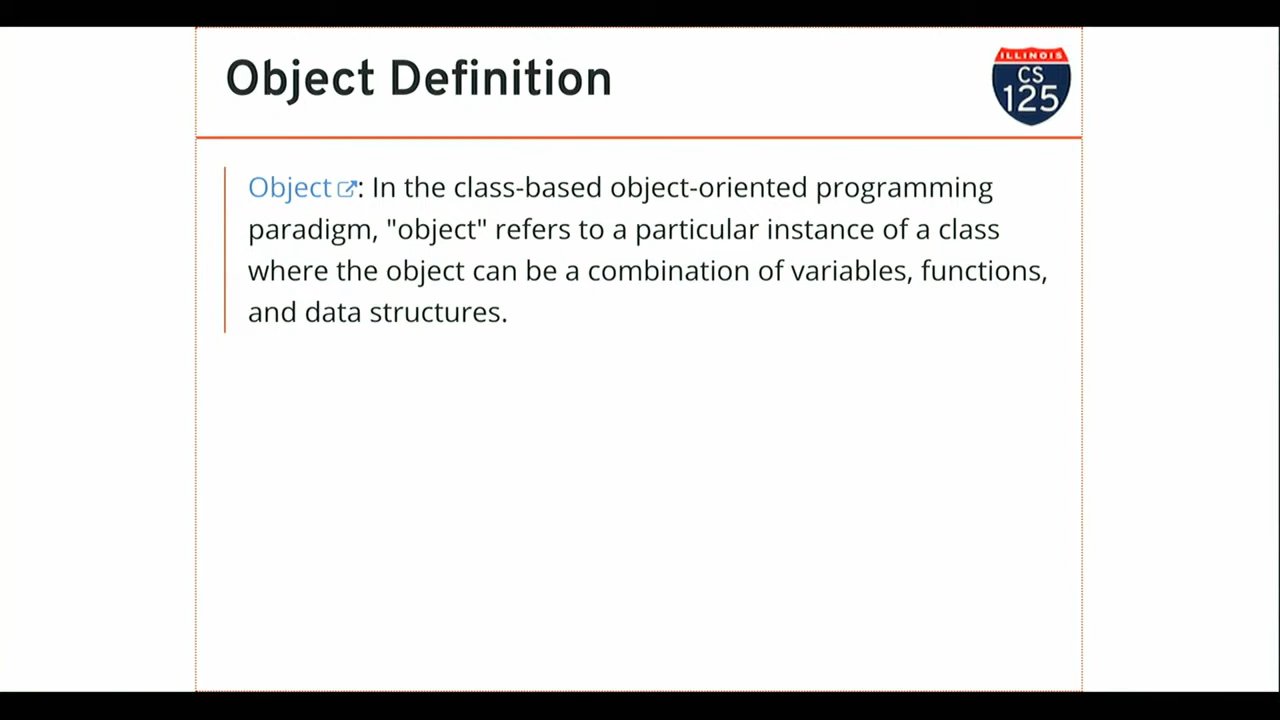 Object Definition
ILLINOIS
CS
125
Object: In the class-based object-oriented programming
paradigm, "object" refers to a particular instance of a class
where the object can be a combination of variables, functions,
and data structures.